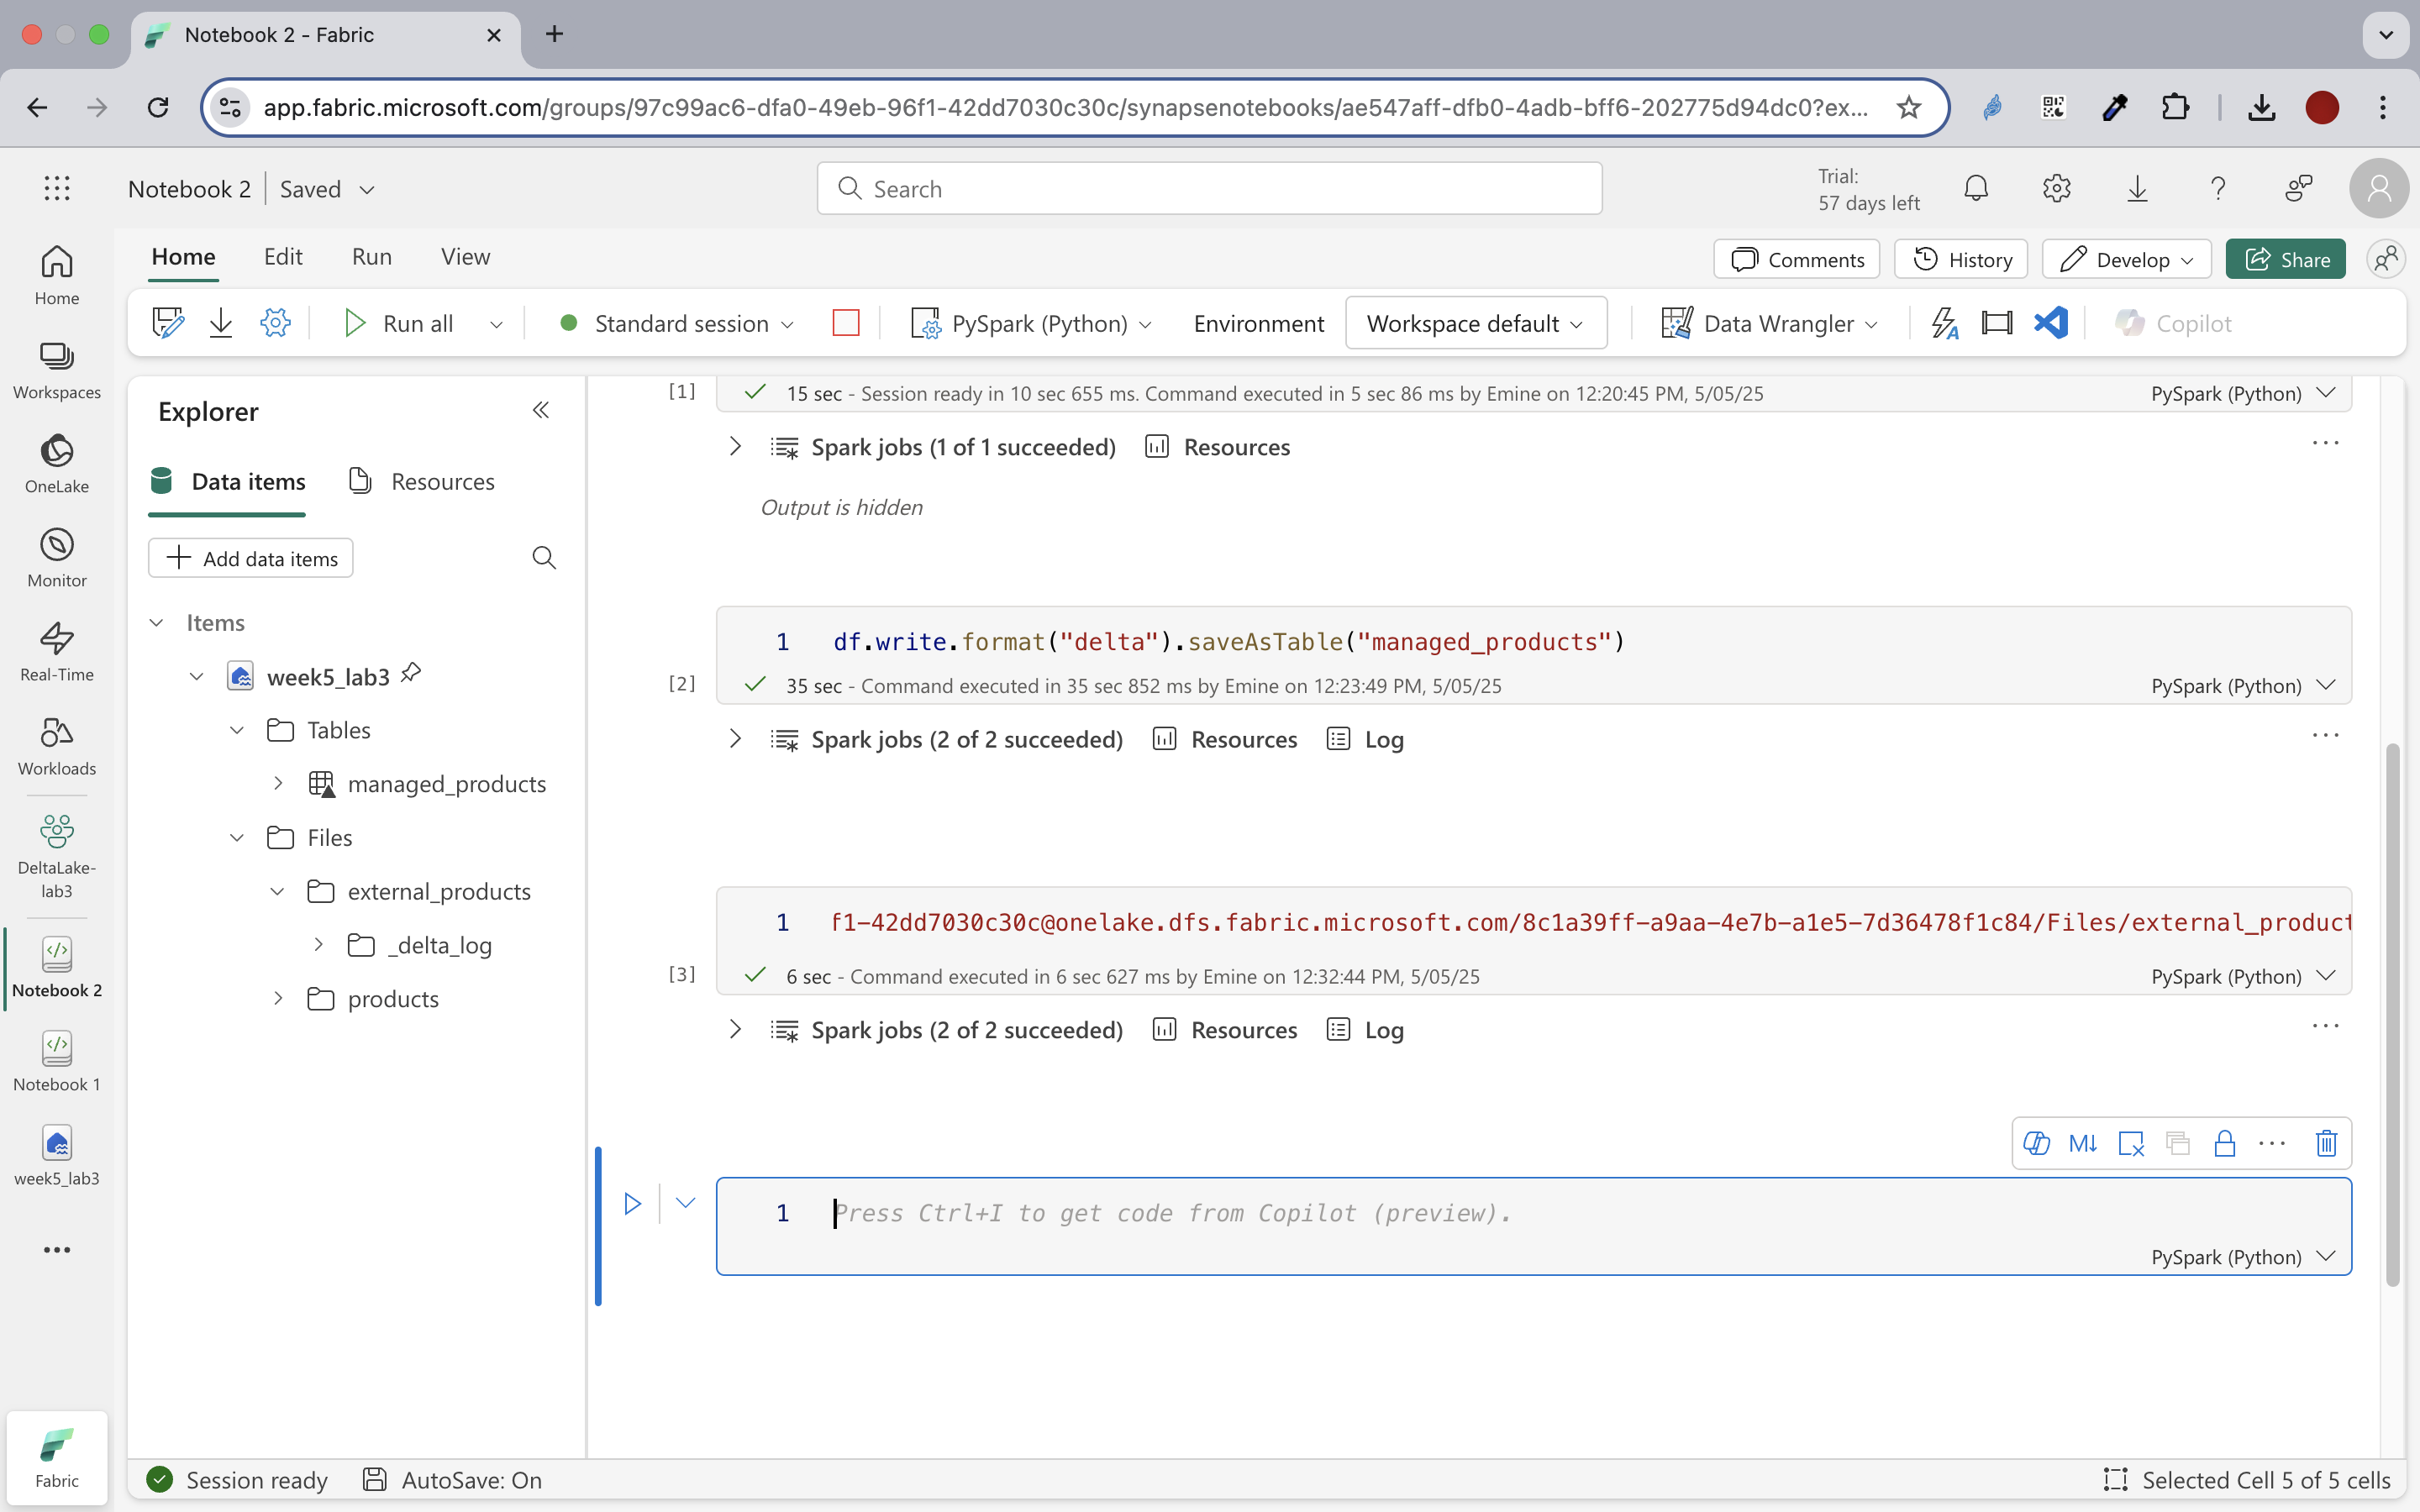 Notebook 2 - Fabric
app.fabric.microsoft.com/groups/97c99ac6-dfa0-49eb-96f1-42dd7030c30c/synapsenotebooks/ae547aff-dfb0-4adb-bff6-202775d94dc0?ex...
Notebook 2 | Saved
Search
Trial:
57 days left
Home Edit Run View
Comments History Develop Share
Run all Standard session PySpark (Python) Environment Workspace default Data Wrangler Copilot
Home
Workspaces
OneLake
Monitor
Real-Time
Workloads
DeltaLake-
lab3
Notebook 2
Notebook 1
week5_lab3
Fabric
Explorer
Data items Resources
Add data items
Items
week5_lab3
Tables
managed_products
Files
external_products
_delta_log
products
[1] 15 sec - Session ready in 10 sec 655 ms. Command executed in 5 sec 86 ms by Emine on 12:20:45 PM, 5/05/25 PySpark (Python)
Spark jobs (1 of 1 succeeded) Resources
Output is hidden
1 df.write.format("delta").saveAsTable("managed_products")
[2] 35 sec - Command executed in 35 sec 852 ms by Emine on 12:23:49 PM, 5/05/25 PySpark (Python)
Spark jobs (2 of 2 succeeded) Resources Log
1 f1-42dd7030c30c@onelake.dfs.fabric.microsoft.com/8c1a39ff-a9aa-4e7b-a1e5-7d36478f1c84/Files/external_product
[3] 6 sec - Command executed in 6 sec 627 ms by Emine on 12:32:44 PM, 5/05/25 PySpark (Python)
Spark jobs (2 of 2 succeeded) Resources Log
M↓
1 Press Ctrl+I to get code from Copilot (preview).
PySpark (Python)
Session ready AutoSave: On Selected Cell 5 of 5 cells